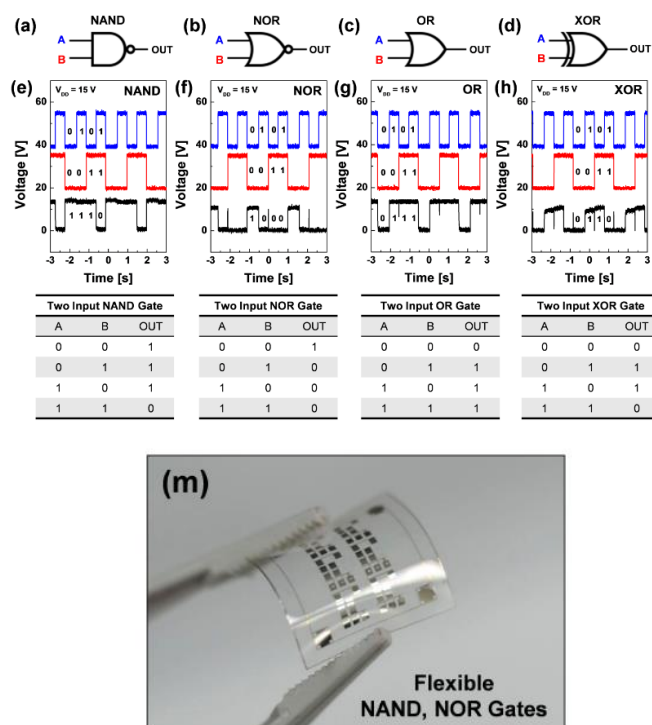 (a) NAND (b) NOR (c) OR (d) XOR
A B OUT A B OUT A B OUT A B OUT
(e) V_DD = 15 V NAND (f) V_DD = 15 V NOR (g) V_DD = 15 V OR (h) V_DD = 15 V XOR
Voltage [V]
60
40
20
0
0 1 0 1
0 0 1 1
1 1 1 0
-3 -2 -1 0 1 2 3
Time [s]
Voltage [V]
60
40
20
0
0 1 0 1
0 0 1 1
1 0 0 0
-3 -2 -1 0 1 2 3
Time [s]
Voltage [V]
60
40
20
0
0 1 0 1
0 0 1 1
0 1 1 1
-3 -2 -1 0 1 2 3
Time [s]
Voltage [V]
60
40
20
0
0 1 0 1
0 0 1 1
0 1 1 0
-3 -2 -1 0 1 2 3
Time [s]
Two Input NAND Gate
A B OUT
0 0 1
0 1 1
1 0 1
1 1 0
Two Input NOR Gate
A B OUT
0 0 1
0 1 0
1 0 0
1 1 0
Two Input OR Gate
A B OUT
0 0 0
0 1 1
1 0 1
1 1 1
Two Input XOR Gate
A B OUT
0 0 0
0 1 1
1 0 1
1 1 0
(m)
Flexible
NAND, NOR Gates